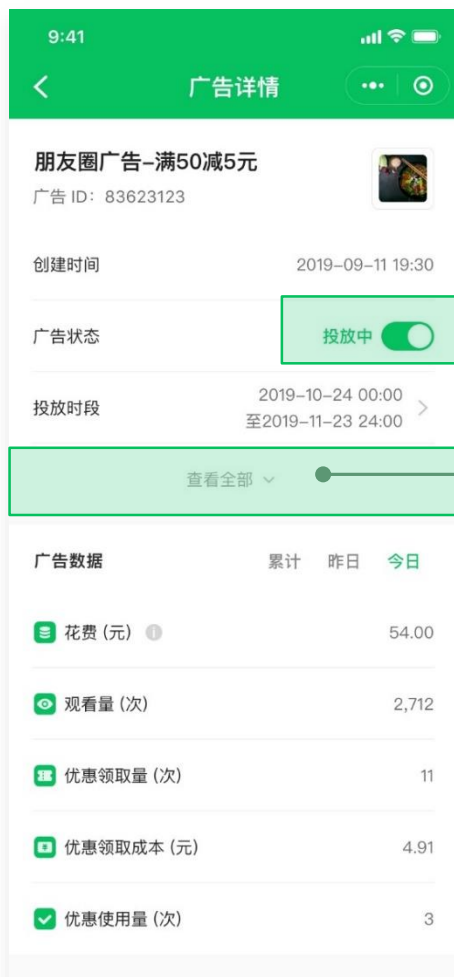 9:41
广告详情
朋友圈广告–满50减5元
广告 ID：83623123
创建时间 2019–09–11 19:30
广告状态 投放中
投放时段 2019–10–24 00:00
至2019–11–23 24:00
查看全部
广告数据 累计 昨日 今日
花费 (元) 54.00
观看量 (次) 2,712
优惠领取量 (次) 11
优惠领取成本 (元) 4.91
优惠使用量 (次) 3